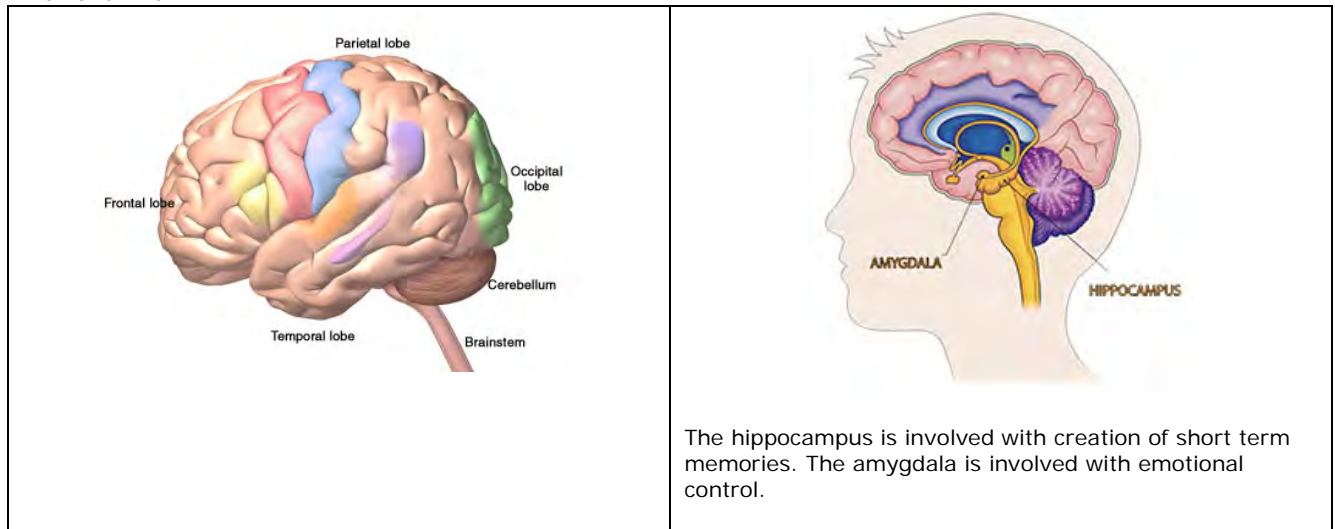 Parietal lobe
Occipital
lobe
Frontal lobe
Cerebellum
Temporal lobe
Brainstem
AMYGDALA
HIPPOCAMPUS
The hippocampus is involved with creation of short term
memories. The amygdala is involved with emotional
control.